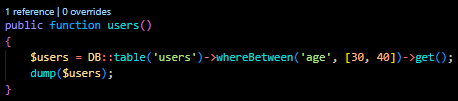 1 reference | 0 overrides
public function users()
{
    $users = DB::table('users')->whereBetween('age', [30, 40])->get();
    dump($users);
}